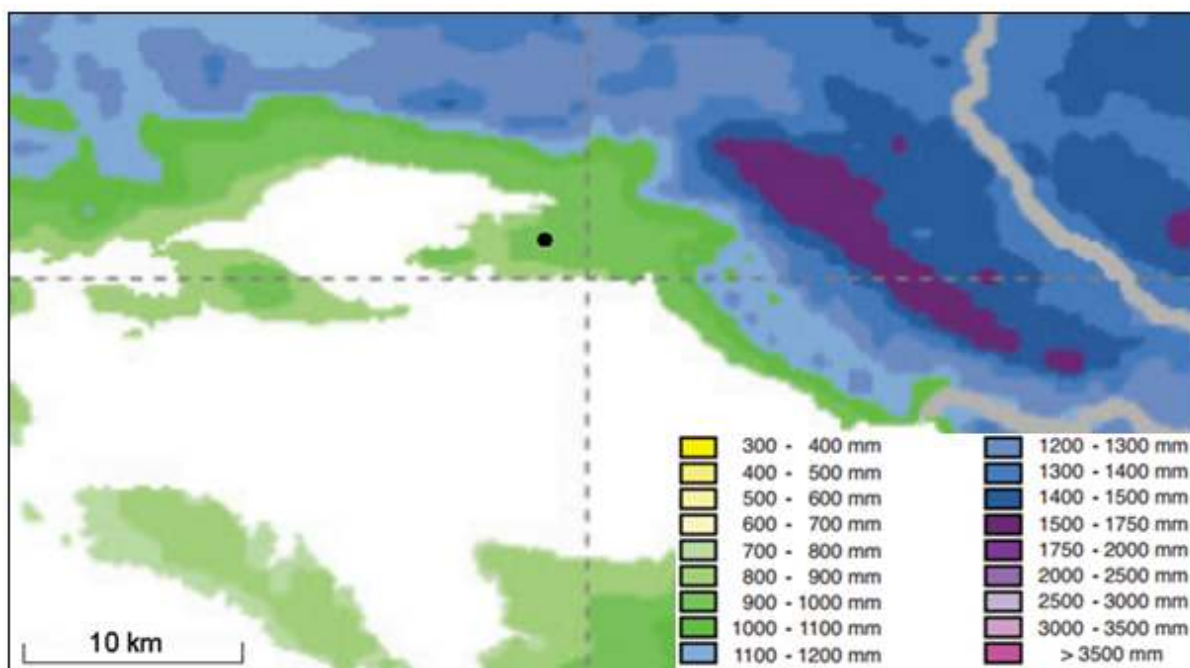 10 km
300 - 400 mm
400 - 500 mm
500 - 600 mm
600 - 700 mm
700 - 800 mm
800 - 900 mm
900 - 1000 mm
1000 - 1100 mm
1100 - 1200 mm
1200 - 1300 mm
1300 - 1400 mm
1400 - 1500 mm
1500 - 1750 mm
1750 - 2000 mm
2000 - 2500 mm
2500 - 3000 mm
3000 - 3500 mm
> 3500 mm